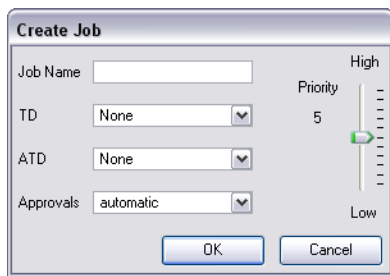 Create Job
High
Job Name
Priority
TD
None
5
ATD
None
Approvals
automatic
Low
OK
Cancel